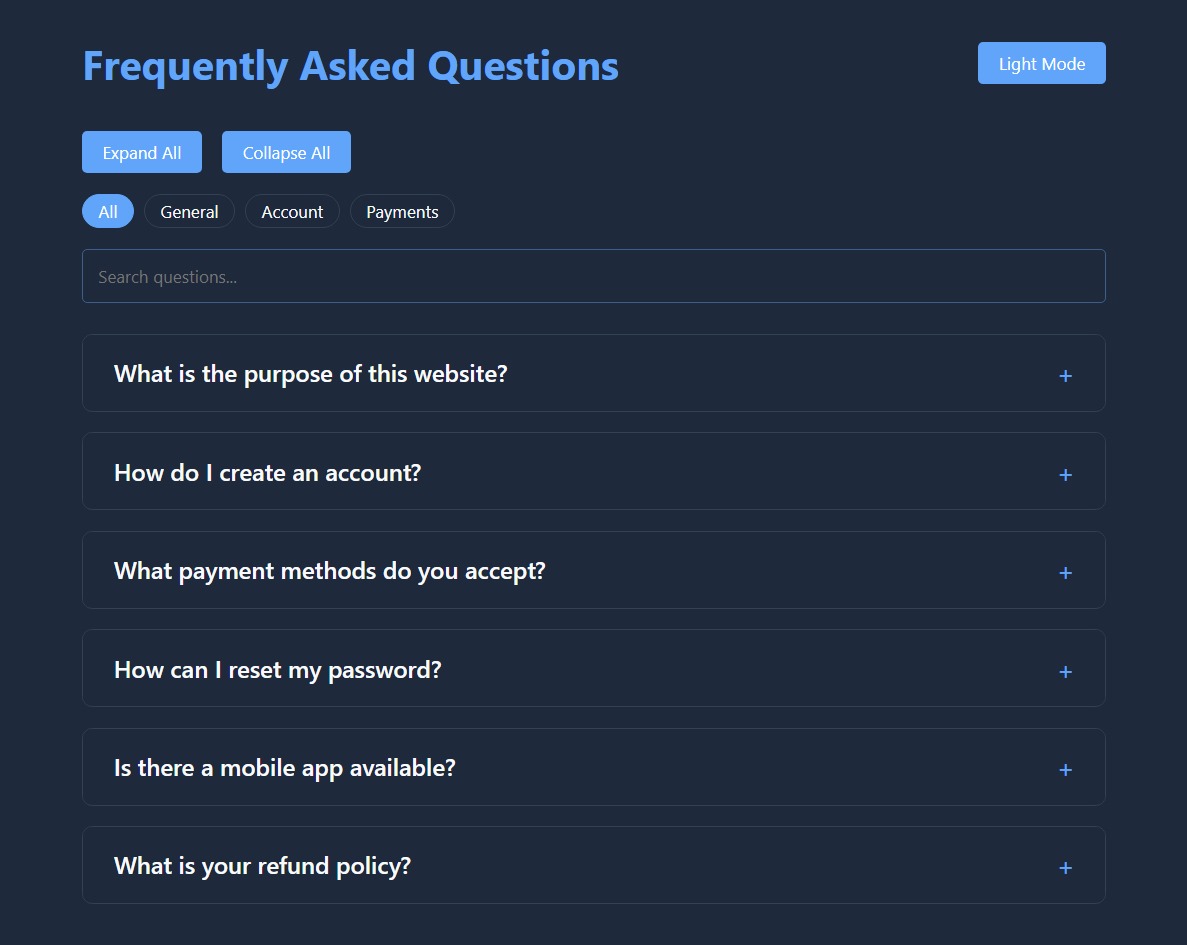 Frequently Asked Questions
Light Mode
Expand All
Collapse All
All
General
Account
Payments
Search questions...
What is the purpose of this website?
+
How do I create an account?
+
What payment methods do you accept?
+
How can I reset my password?
+
Is there a mobile app available?
+
What is your refund policy?
+